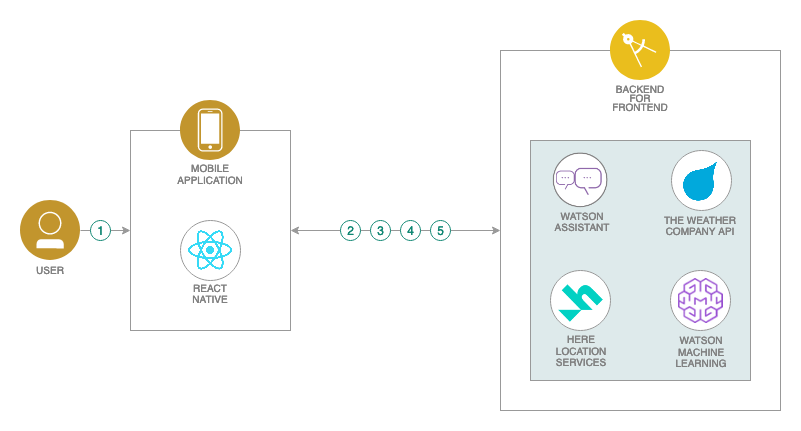 USER
1
MOBILE
APPLICATION
REACT
NATIVE
2 3 4 5
BACKEND
FOR
FRONTEND
WATSON
ASSISTANT
THE WEATHER
COMPANY API
HERE
LOCATION
SERVICES
WATSON
MACHINE
LEARNING